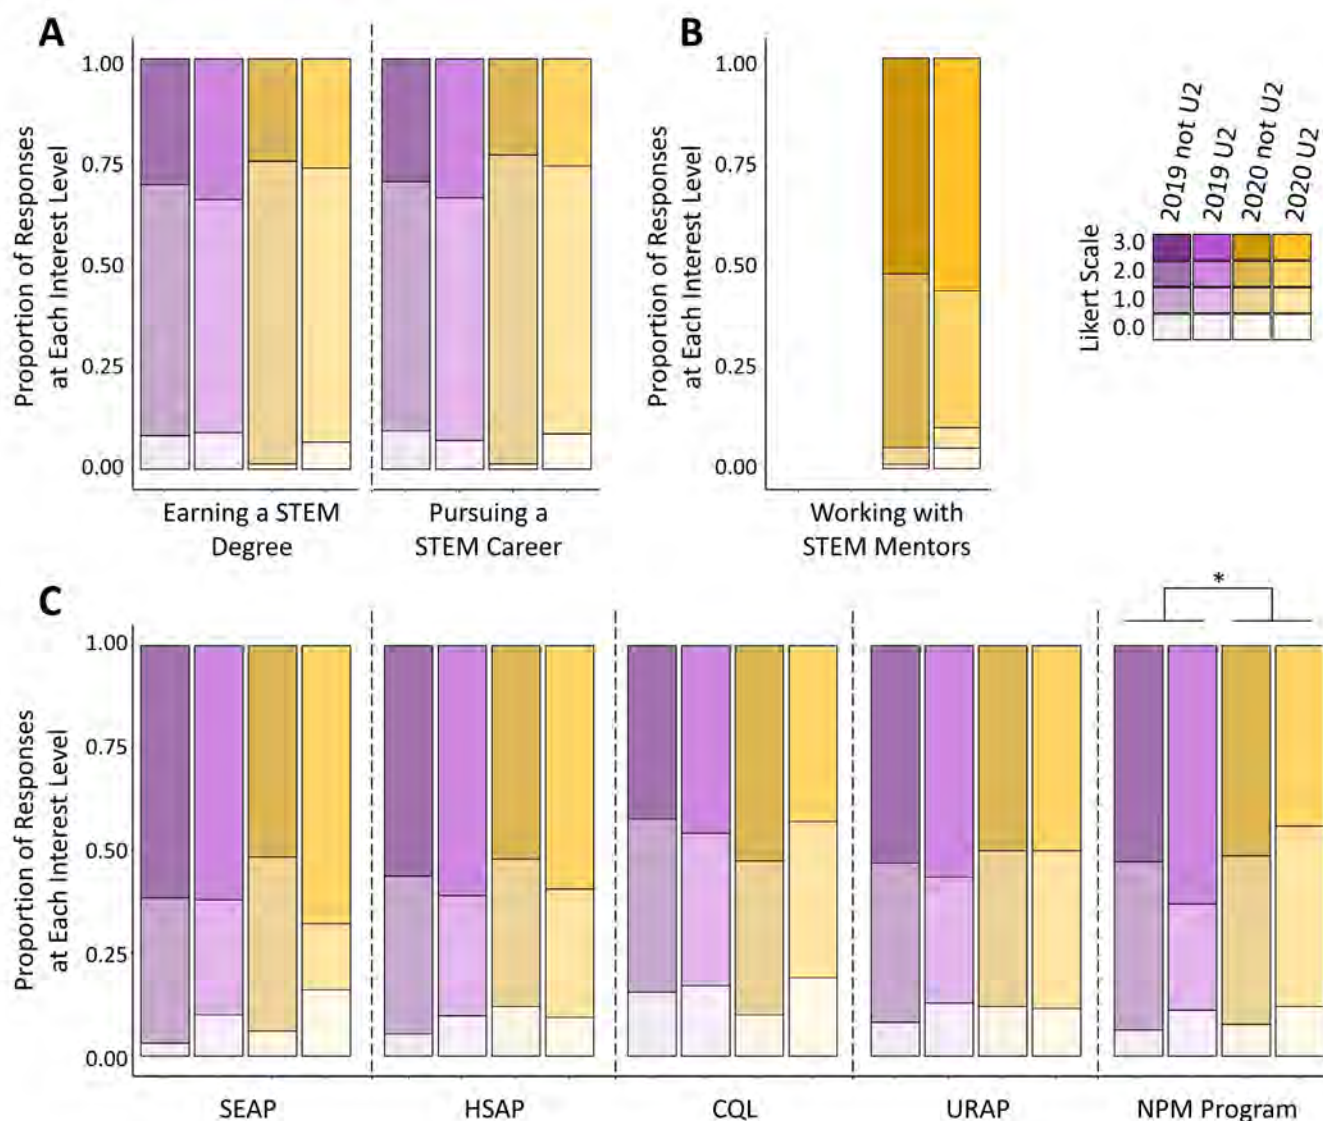 A
Proportion of Responses
at Each Interest Level
1.00
0.75
0.50
0.25
0.00
Earning a STEM
Degree
Pursuing a
STEM Career
B
Proportion of Responses
at Each Interest Level
1.00
0.75
0.50
0.25
0.00
Working with
STEM Mentors
2019 not U2
2019 U2
2020 not U2
2020 U2
Likert Scale
3.0
2.0
1.0
0.0
C
Proportion of Responses
at Each Interest Level
1.00
0.75
0.50
0.25
0.00
*
SEAP
HSAP
CQL
URAP
NPM Program